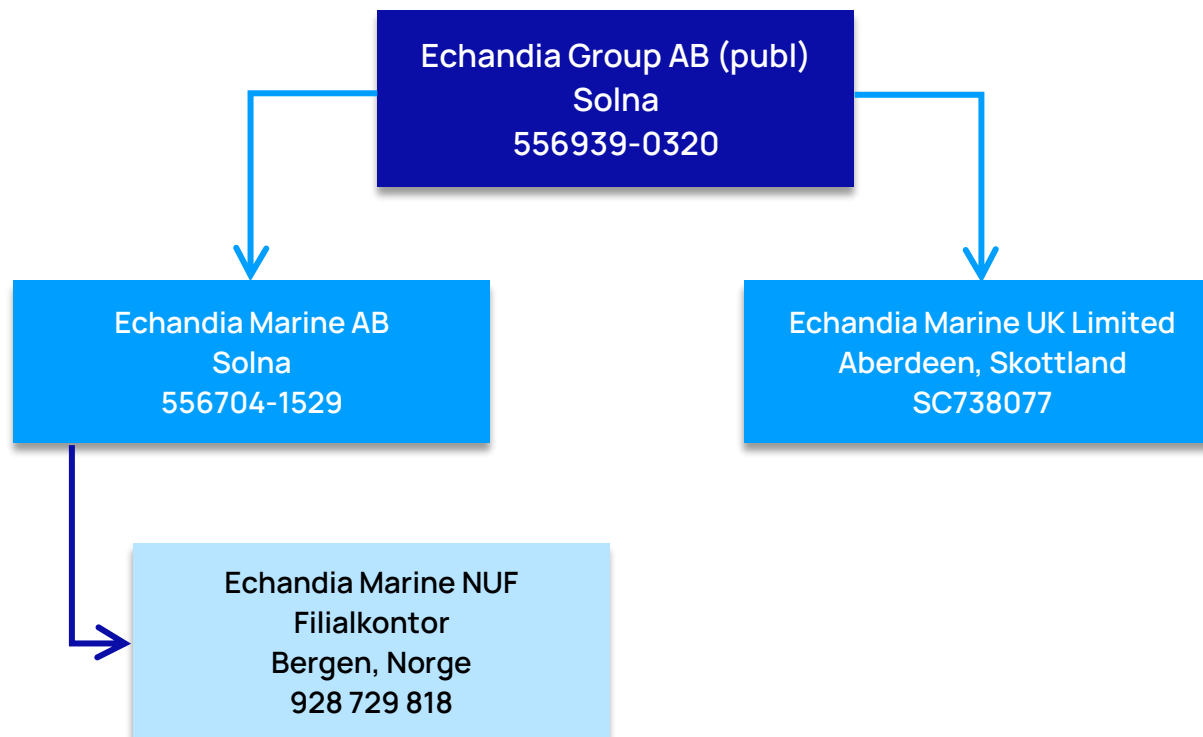 Echandia Group AB (publ)
Solna
556939-0320
Echandia Marine AB
Solna
556704-1529
Echandia Marine UK Limited
Aberdeen, Skottland
SC738077
Echandia Marine NUF
Filialkontor
Bergen, Norge
928 729 818